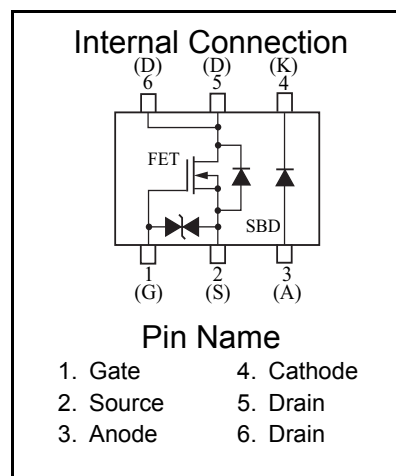 Internal Connection
(D) (D) (K)
6 5 4
FET
SBD
1 2 3
(G) (S) (A)
Pin Name
1. Gate 4. Cathode
2. Source 5. Drain
3. Anode 6. Drain